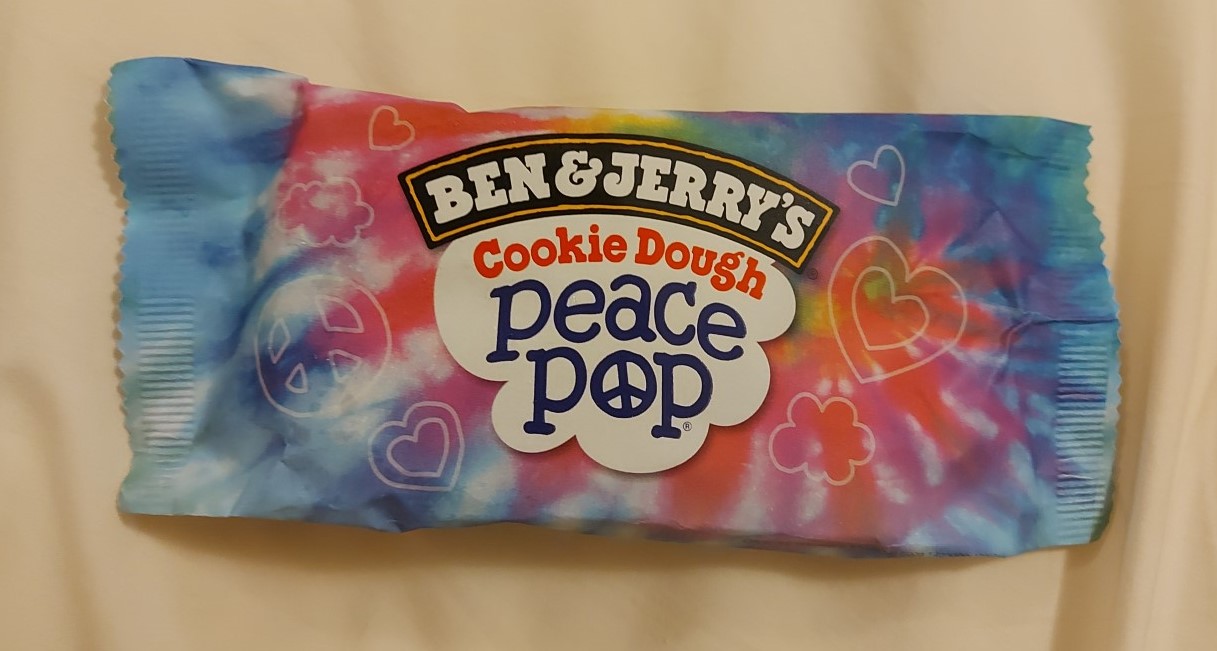 BEN & JERRY'S
Cookie Dough
peace
pop